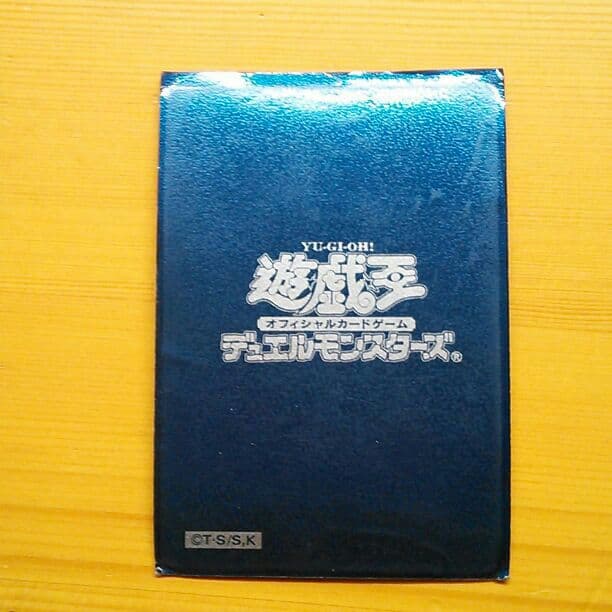 YU-GI-OH!
遊戯王
オフィシャルカードゲーム
デュエルモンスターズ®
©T·S/S,K